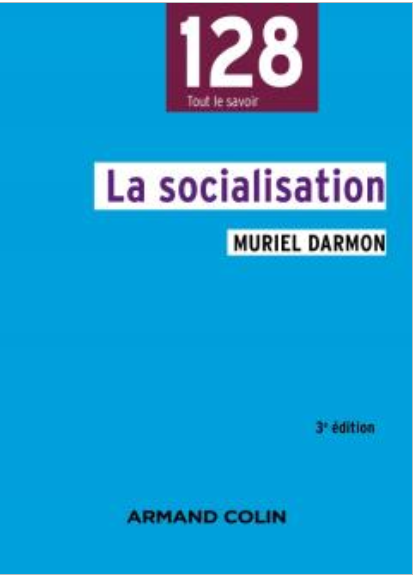 128
Tout le savoir
La socialisation
MURIEL DARMON
3e édition
ARMAND COLIN